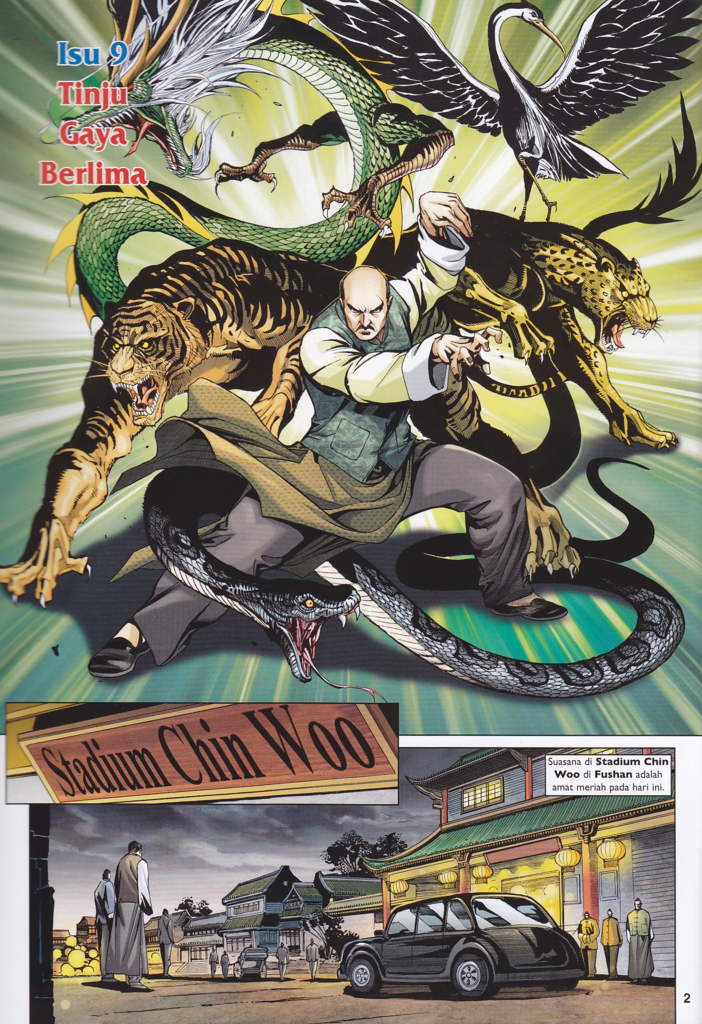 Isu 9
Tinju
Gaya
Berlima
Stadium Chin Woo
Suasana di Stadium Chin
Woo di Fushan adalah
amat meriah pada hari ini.
2